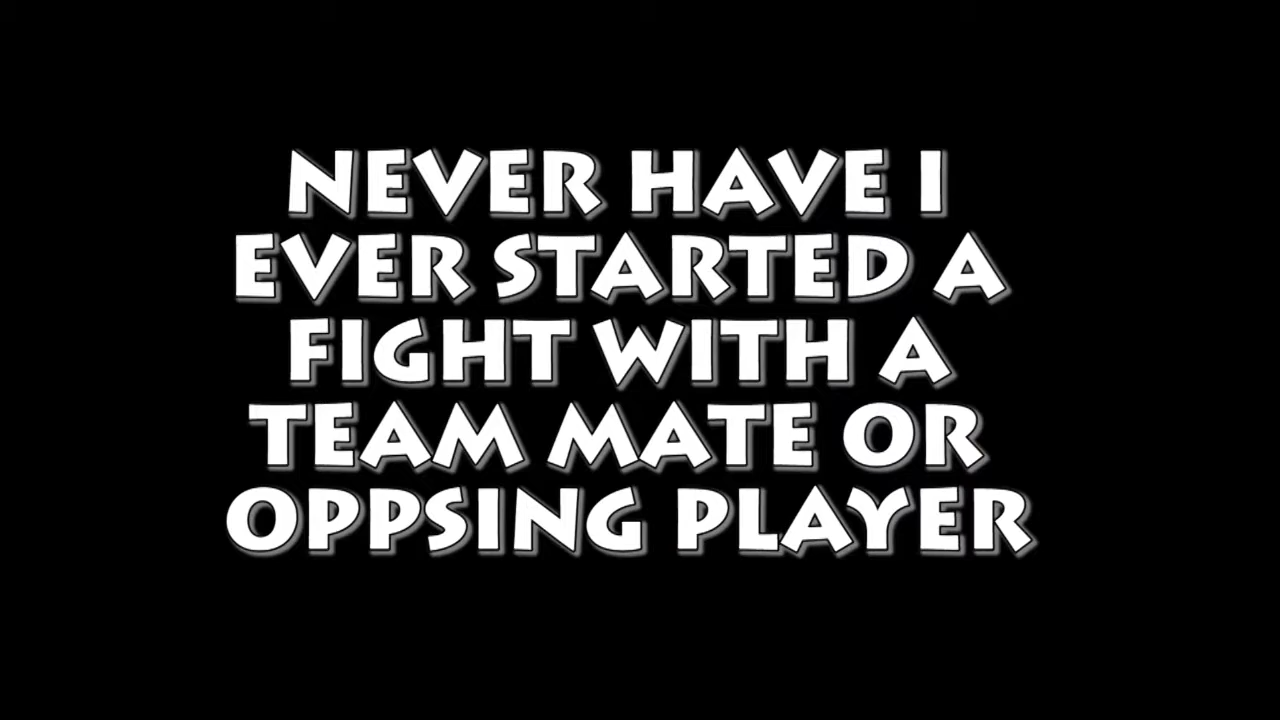 NEVER HAVE I
EVER STARTED A
FIGHT WITH A
TEAM MATE OR
OPPSING PLAYER